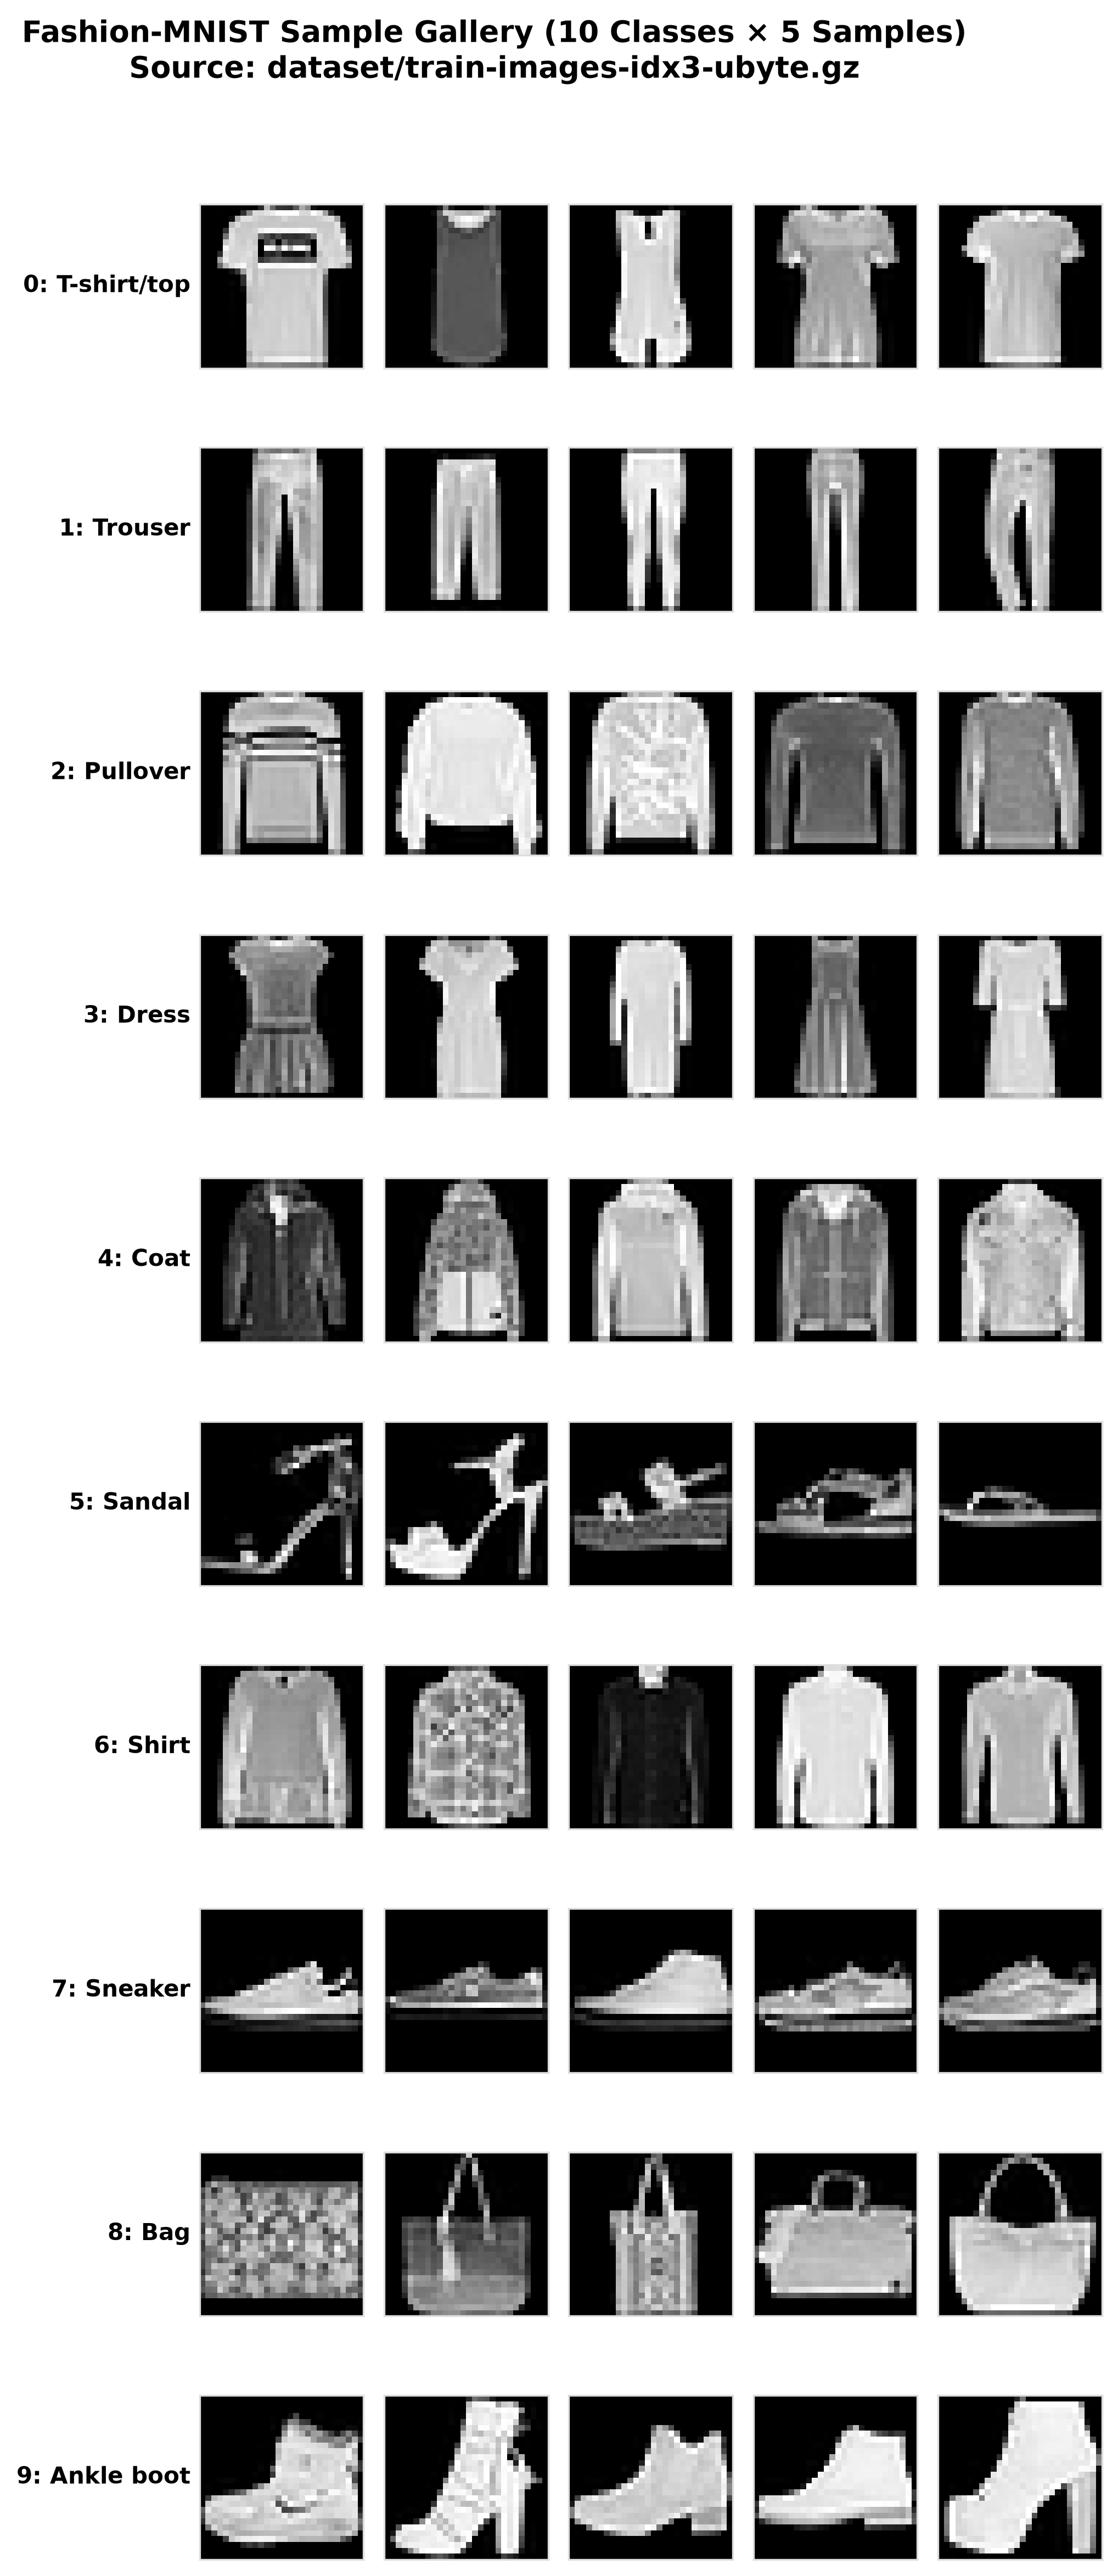 Fashion-MNIST Sample Gallery (10 Classes × 5 Samples)
Source: dataset/train-images-idx3-ubyte.gz
0: T-shirt/top
1: Trouser
2: Pullover
3: Dress
4: Coat
5: Sandal
6: Shirt
7: Sneaker
8: Bag
9: Ankle boot